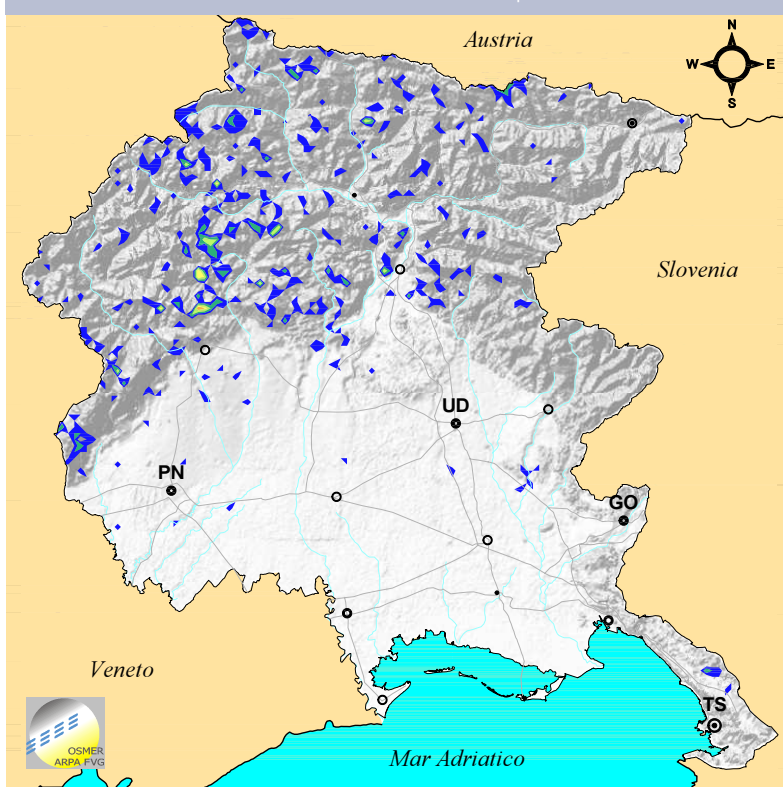 Austria
N
W E
S
Slovenia
UD
PN
GO
Veneto
TS
OSMER
ARPA FVG
Mar Adriatico